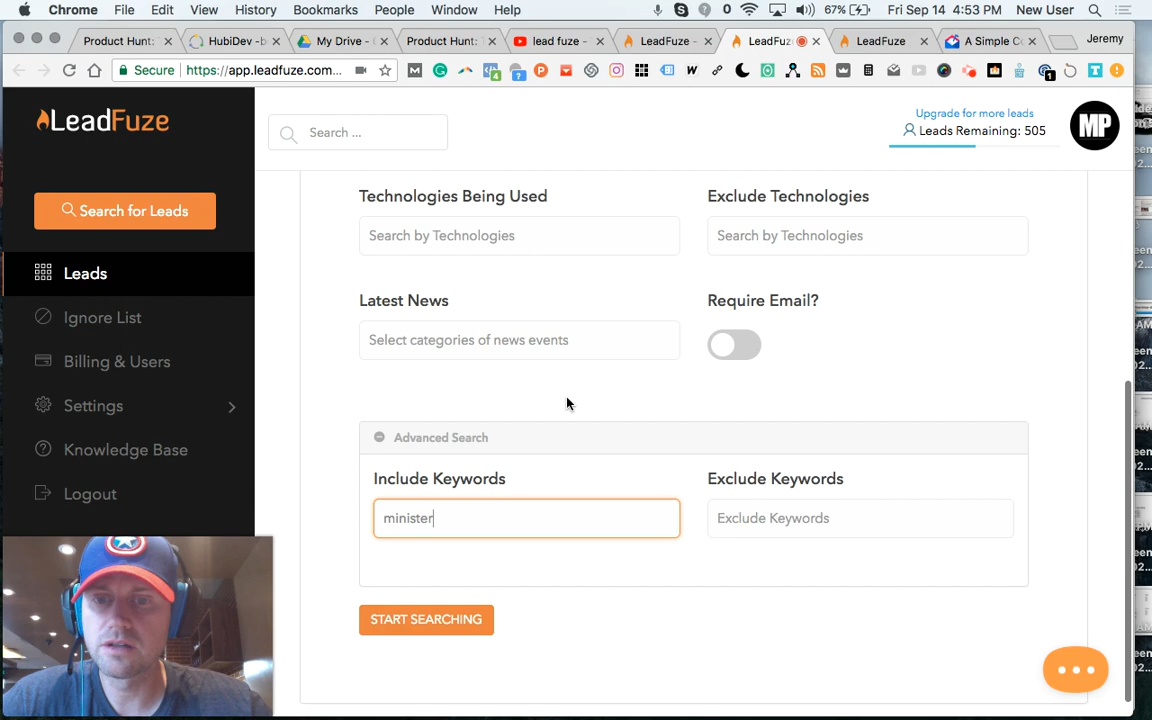 Chrome File Edit View History Bookmarks People Window Help 0 67% Fri Sep 14 4:53 PM New User
Product Hunt: HubiDev -b My Drive - G Product Hunt: lead fuze - LeadFuze - LeadFuz LeadFuze A Simple Co Jeremy
Secure https://app.leadfuze.com...
LeadFuze
Search ...
Upgrade for more leads
Leads Remaining: 505
MP
Search for Leads
Leads
Ignore List
Billing & Users
Settings
Knowledge Base
Logout
Technologies Being Used Exclude Technologies
Search by Technologies Search by Technologies
Latest News Require Email?
Select categories of news events
Advanced Search
Include Keywords Exclude Keywords
minister Exclude Keywords
START SEARCHING